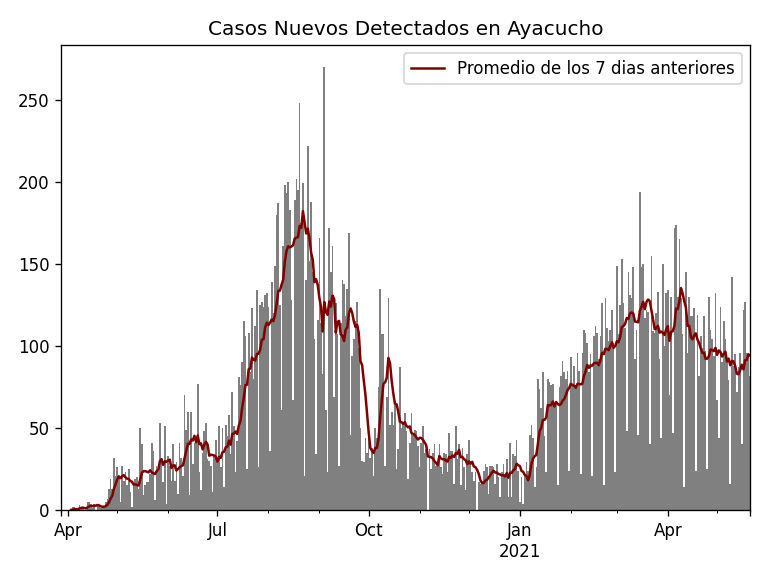 Casos Nuevos Detectados en Ayacucho
Promedio de los 7 dias anteriores
250
200
150
100
50
0
Apr
Jul
Oct
Jan
2021
Apr